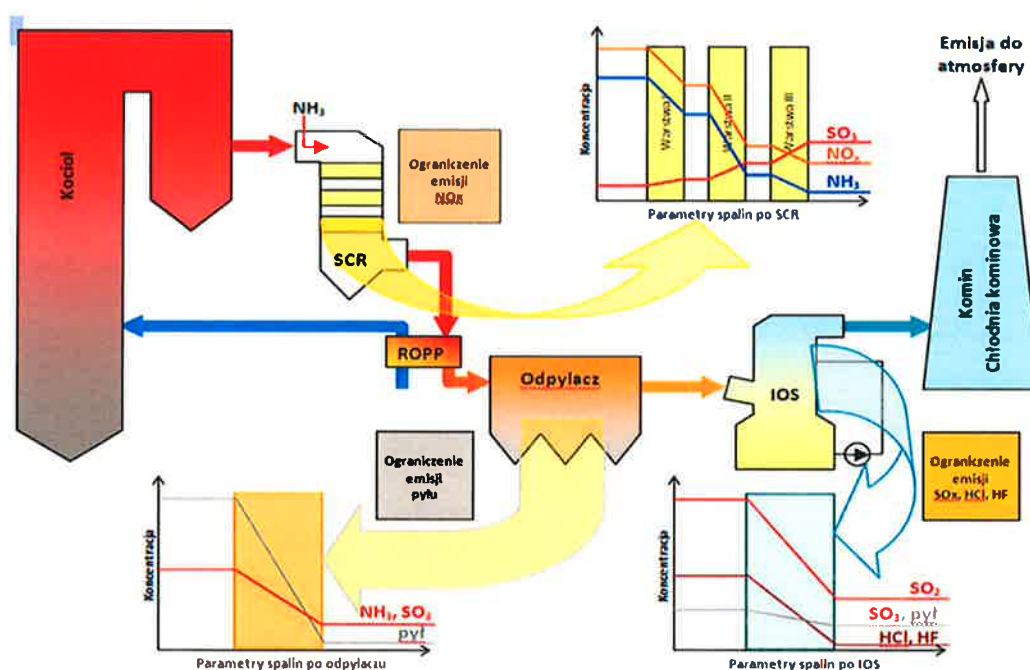 Kocioł
NH₃
Ograniczenie
emisji
NOx
SCR
Koncentracja
Warstwa I
Warstwa II
Warstwa III
SO₃
NOₓ
NH₃
Parametry spalin po SCR
Emisja do
atmosfery
Komin
Chłodnia kominowa
ROPP
Odpylacz
IOS
Ograniczenie
emisji
pyłu
Ograniczenie
emisji
SOx, HCl, HF
Koncentracja
NH₃, SO₃
pył
Parametry spalin po odpylaczu
Koncentracja
SO₂
SO₃, pył
HCl, HF
Parametry spalin po IOS